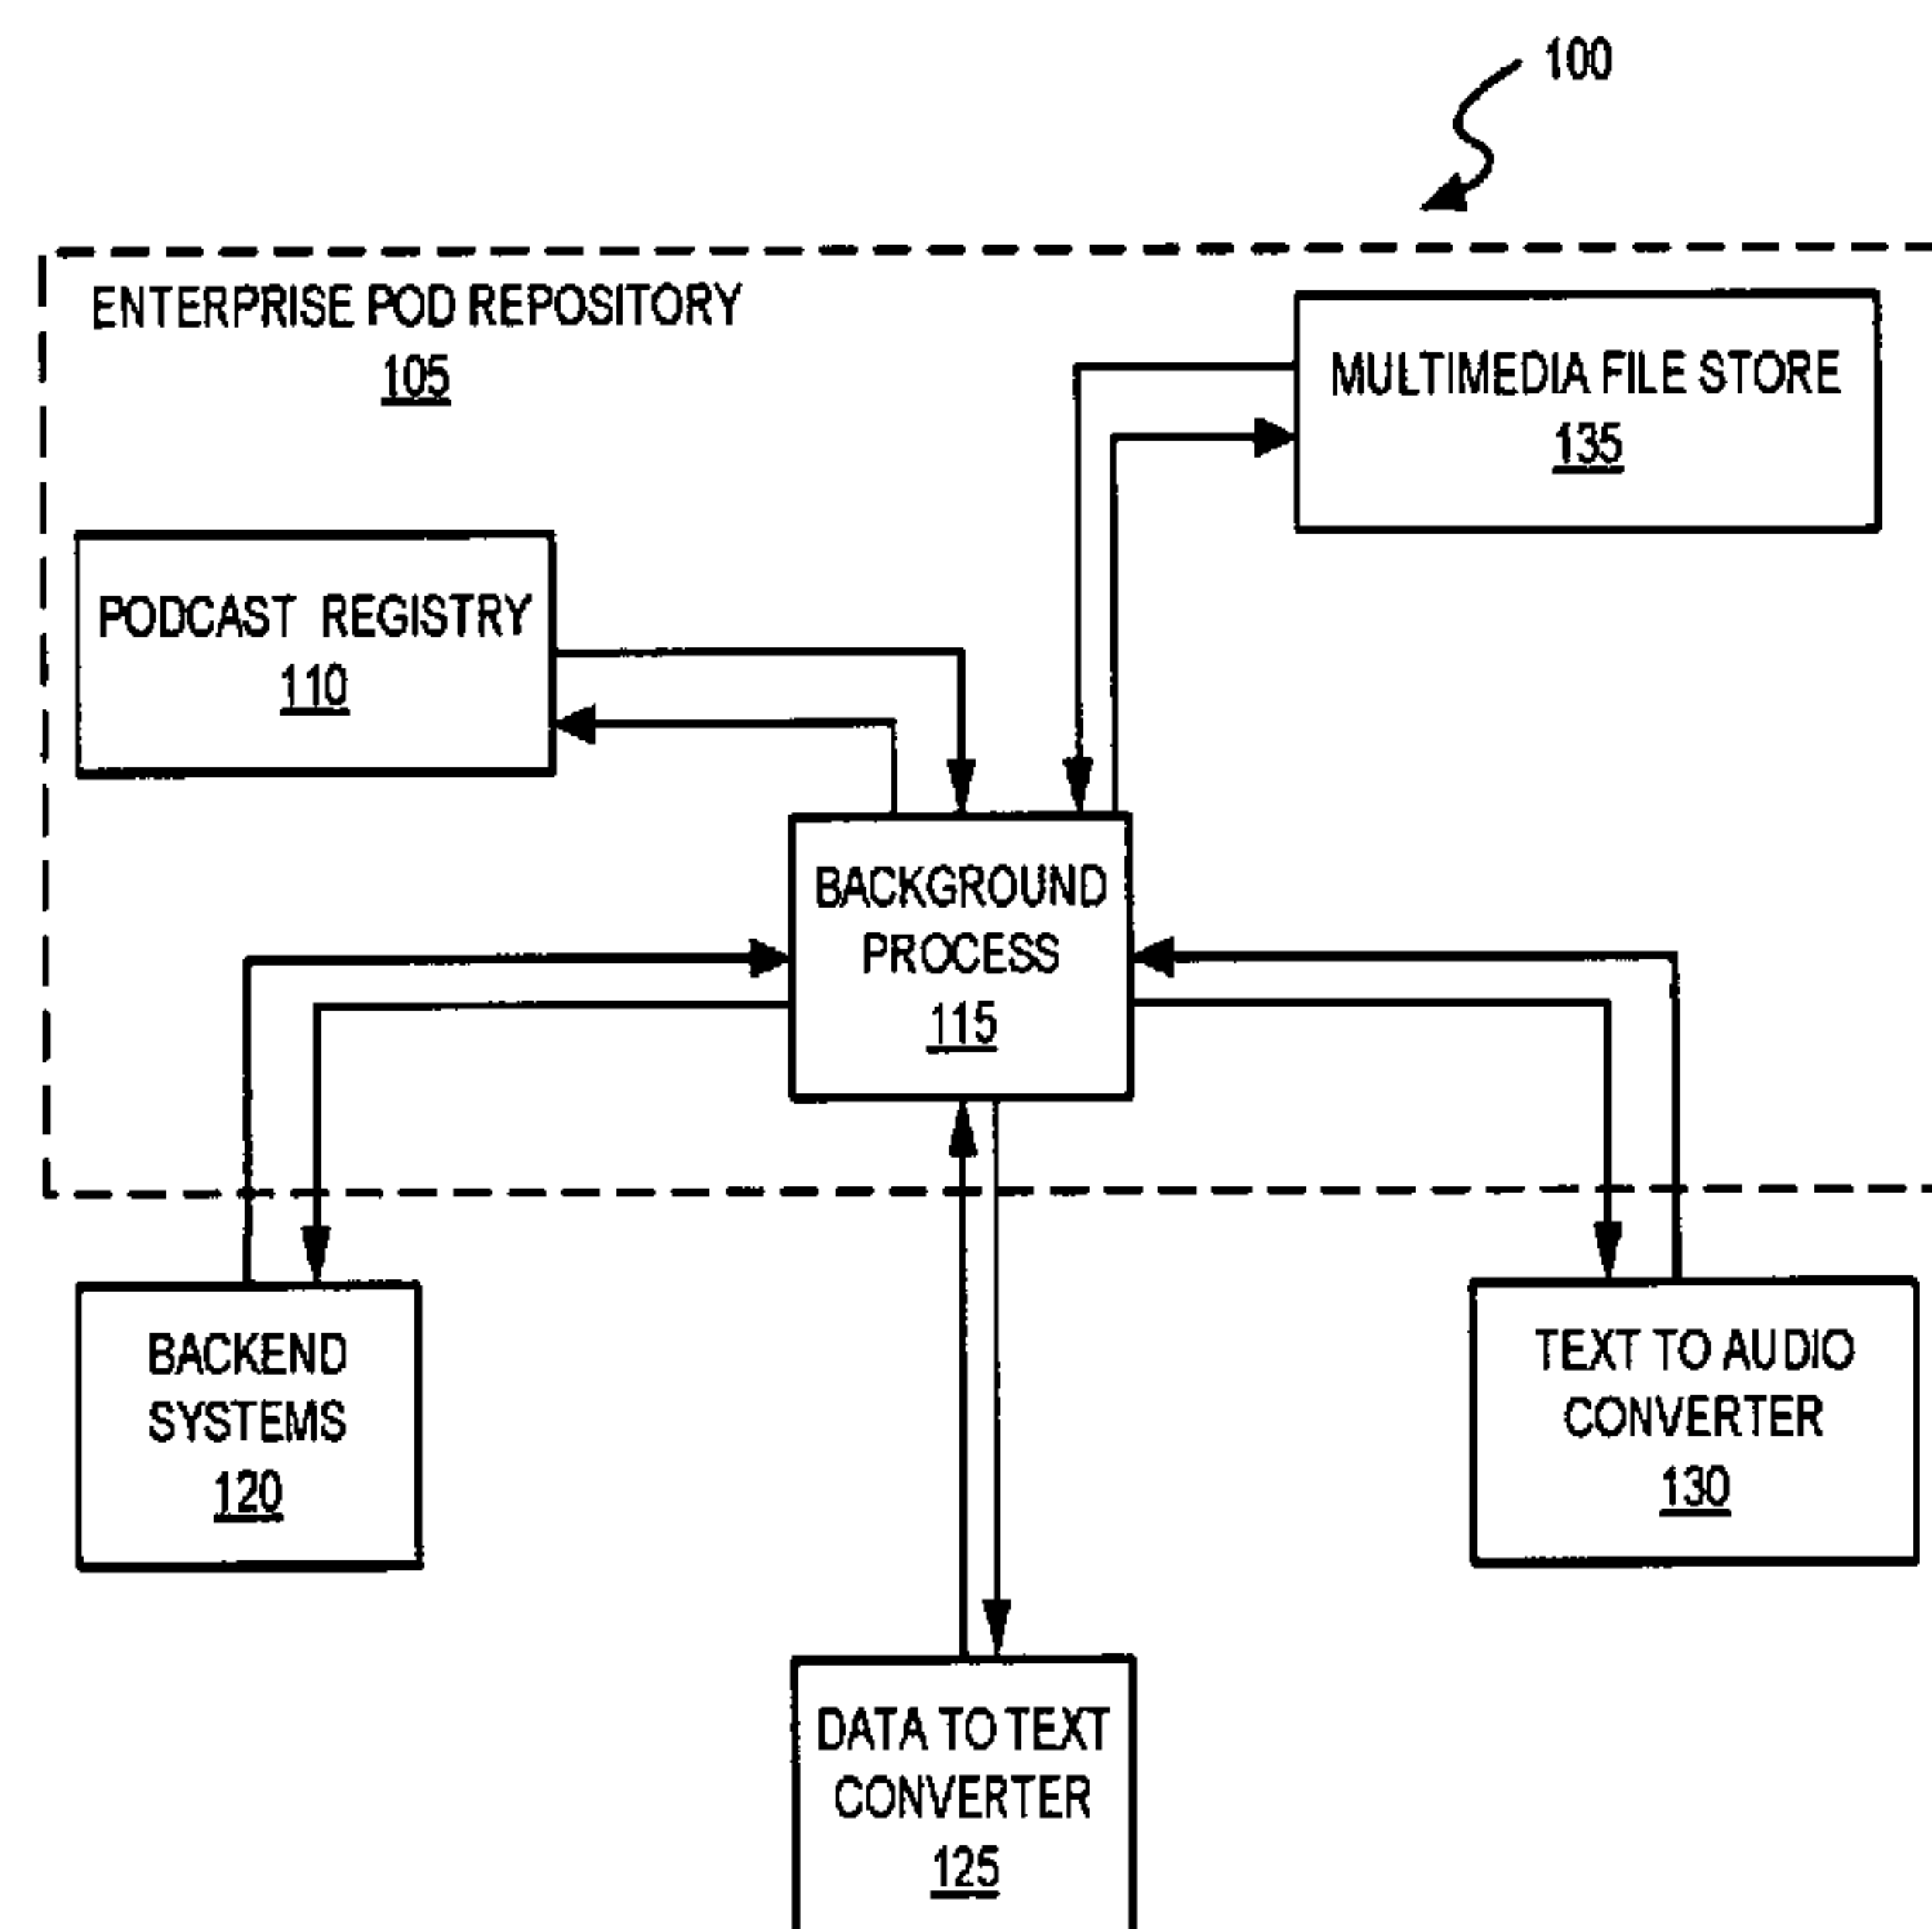 100
ENTERPRISE POD REPOSITORY
105
MULTIMEDIA FILE STORE
135
PODCAST REGISTRY
110
BACKGROUND
PROCESS
115
BACKEND
SYSTEMS
120
TEXT TO AUDIO
CONVERTER
130
DATA TO TEXT
CONVERTER
125